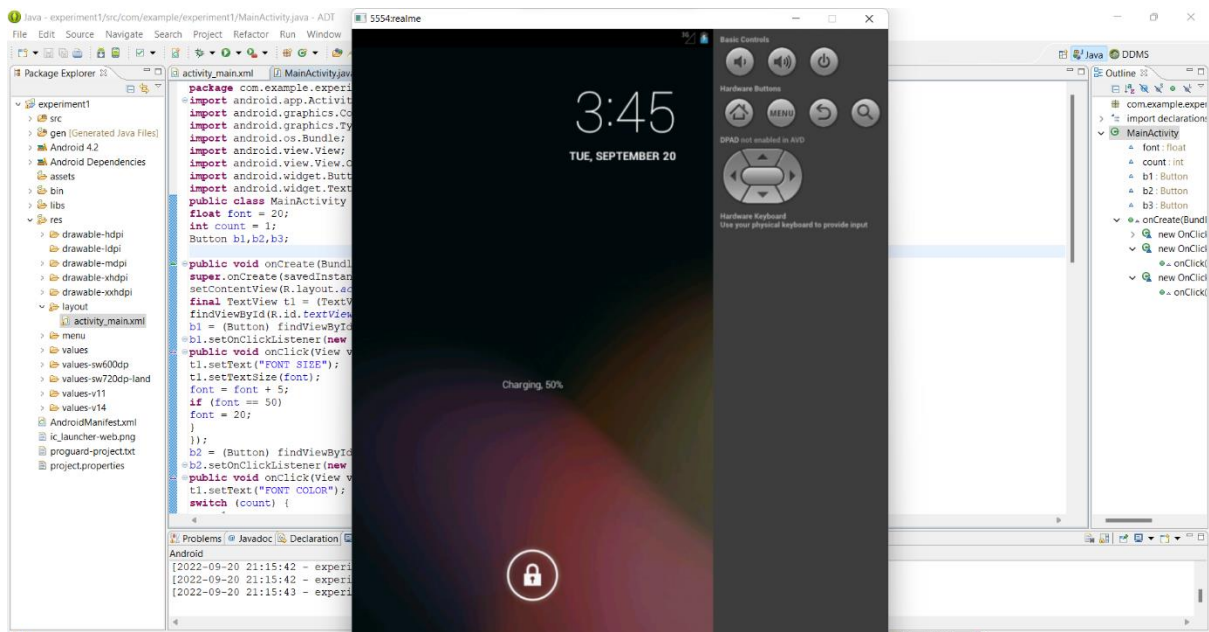 Java - experiment1/src/com/example/experiment1/MainActivity.java - ADT
File Edit Source Navigate Search Project Refactor Run Window
Java DDMS
Package Explorer
experiment1
src
gen [Generated Java Files]
Android 4.2
Android Dependencies
assets
bin
libs
res
drawable-hdpi
drawable-ldpi
drawable-mdpi
drawable-xhdpi
drawable-xxhdpi
layout
activity_main.xml
menu
values
values-sw600dp
values-sw720dp-land
values-v11
values-v14
AndroidManifest.xml
ic_launcher-web.png
proguard-project.txt
project.properties
activity_main.xml MainActivity.java
package com.example.experi
import android.app.Activit
import android.graphics.Co
import android.graphics.Ty
import android.os.Bundle;
import android.view.View;
import android.view.View.O
import android.widget.Butt
import android.widget.Text
public class MainActivity
float font = 20;
int count = 1;
Button b1,b2,b3;
public void onCreate(Bundl
super.onCreate(savedInstan
setContentView(R.layout.ac
final TextView t1 = (TextV
findViewById(R.id.textView
b1 = (Button) findViewById
b1.setOnClickListener(new
public void onClick(View v
t1.setText("FONT SIZE");
t1.setTextSize(font);
font = font + 5;
if (font == 50)
font = 20;
}
});
b2 = (Button) findViewById
b2.setOnClickListener(new
public void onClick(View v
t1.setText("FONT COLOR");
switch (count) {
Problems Javadoc Declaration
Android
[2022-09-20 21:15:42 - experi
[2022-09-20 21:15:42 - experi
[2022-09-20 21:15:43 - experi
5554:realme
3G
3:45
TUE, SEPTEMBER 20
Charging, 50%
Basic Controls
Hardware Buttons
MENU
DPAD not enabled in AVD
Hardware Keyboard
Use your physical keyboard to provide input
Outline
com.example.exper
import declarations
MainActivity
font : float
count : int
b1 : Button
b2 : Button
b3 : Button
onCreate(Bundl
new OnClick
new OnClick
onClick(
new OnClick
onClick(